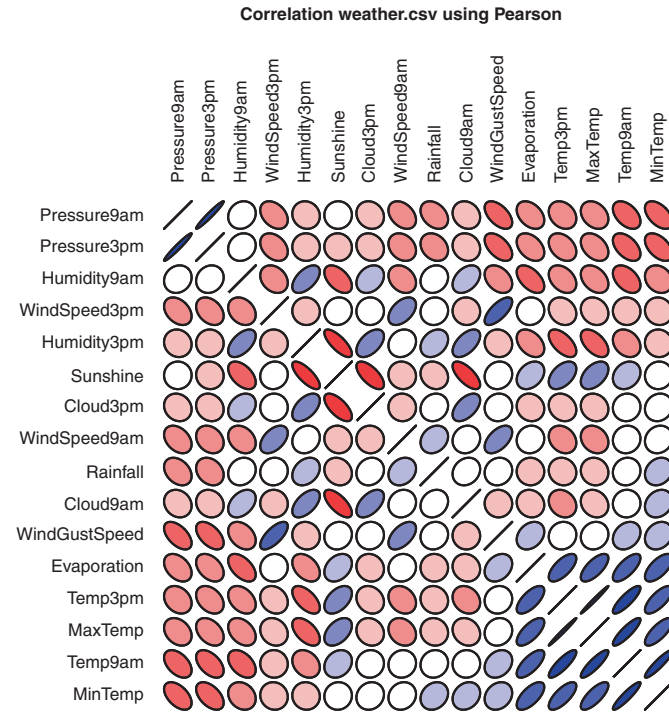 Correlation weather.csv using Pearson
Pressure9am
Pressure3pm
Humidity9am
WindSpeed3pm
Humidity3pm
Sunshine
Cloud3pm
WindSpeed9am
Rainfall
Cloud9am
WindGustSpeed
Evaporation
Temp3pm
MaxTemp
Temp9am
MinTemp
Pressure9am
Pressure3pm
Humidity9am
WindSpeed3pm
Humidity3pm
Sunshine
Cloud3pm
WindSpeed9am
Rainfall
Cloud9am
WindGustSpeed
Evaporation
Temp3pm
MaxTemp
Temp9am
MinTemp